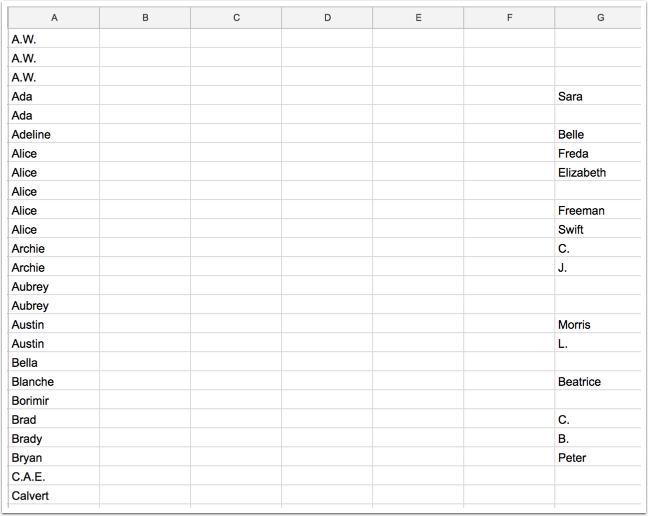 A B C D E F G
A.W.
A.W.
A.W.
Ada Sara
Ada
Adeline Belle
Alice Freda
Alice Elizabeth
Alice
Alice Freeman
Alice Swift
Archie C.
Archie J.
Aubrey
Aubrey
Austin Morris
Austin L.
Bella
Blanche Beatrice
Borimir
Brad C.
Brady B.
Bryan Peter
C.A.E.
Calvert